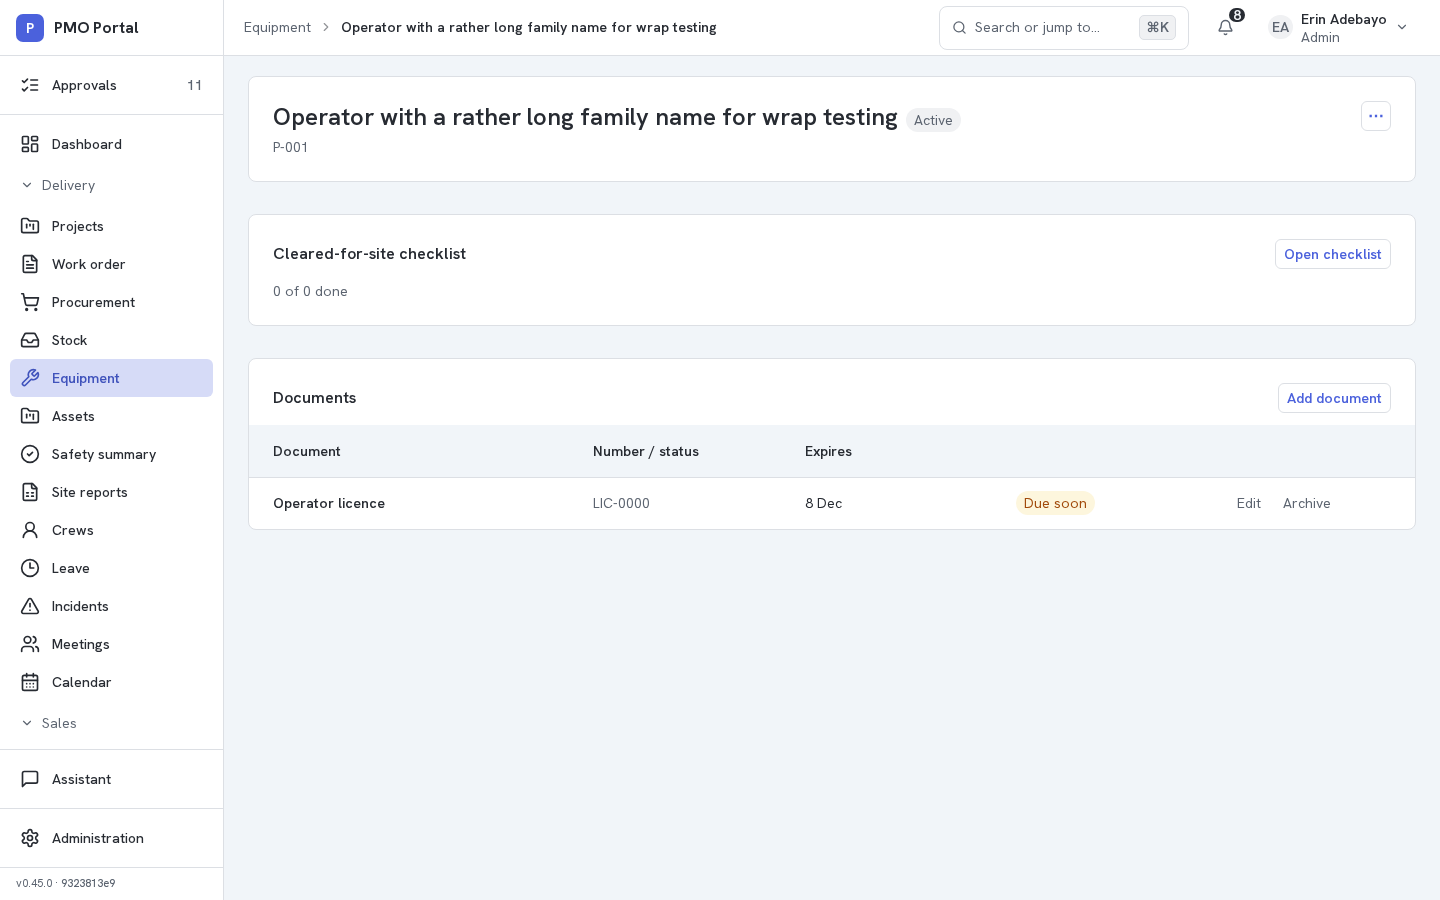 P PMO Portal
Equipment > Operator with a rather long family name for wrap testing
Search or jump to... ⌘K
8
EA Erin Adebayo
Admin
Approvals 11
Dashboard
Delivery
Projects
Work order
Procurement
Stock
Equipment
Assets
Safety summary
Site reports
Crews
Leave
Incidents
Meetings
Calendar
Sales
Assistant
Administration
v0.45.0 · 9323813e9
Operator with a rather long family name for wrap testing Active
P-001
Cleared-for-site checklist Open checklist
0 of 0 done
Documents Add document
Document Number / status Expires
Operator licence LIC-0000 8 Dec Due soon Edit Archive